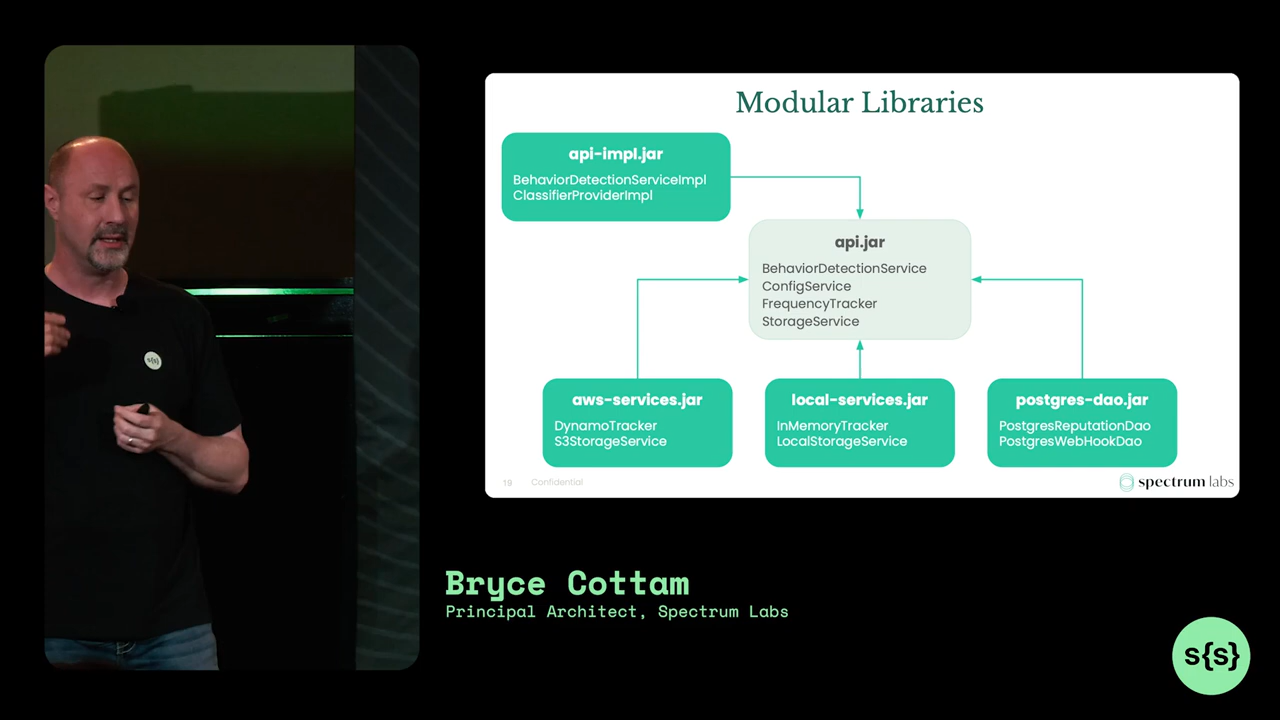 Modular Libraries
api-impl.jar
BehaviorDetectionServiceImpl
ClassifierProviderImpl
api.jar
BehaviorDetectionService
ConfigService
FrequencyTracker
StorageService
aws-services.jar
DynamoTracker
S3StorageService
local-services.jar
InMemoryTracker
LocalStorageService
postgres-dao.jar
PostgresReputationDao
PostgresWebHookDao
19 Confidential
spectrum labs
s{s}
Bryce Cottam
Principal Architect, Spectrum Labs
s{s}